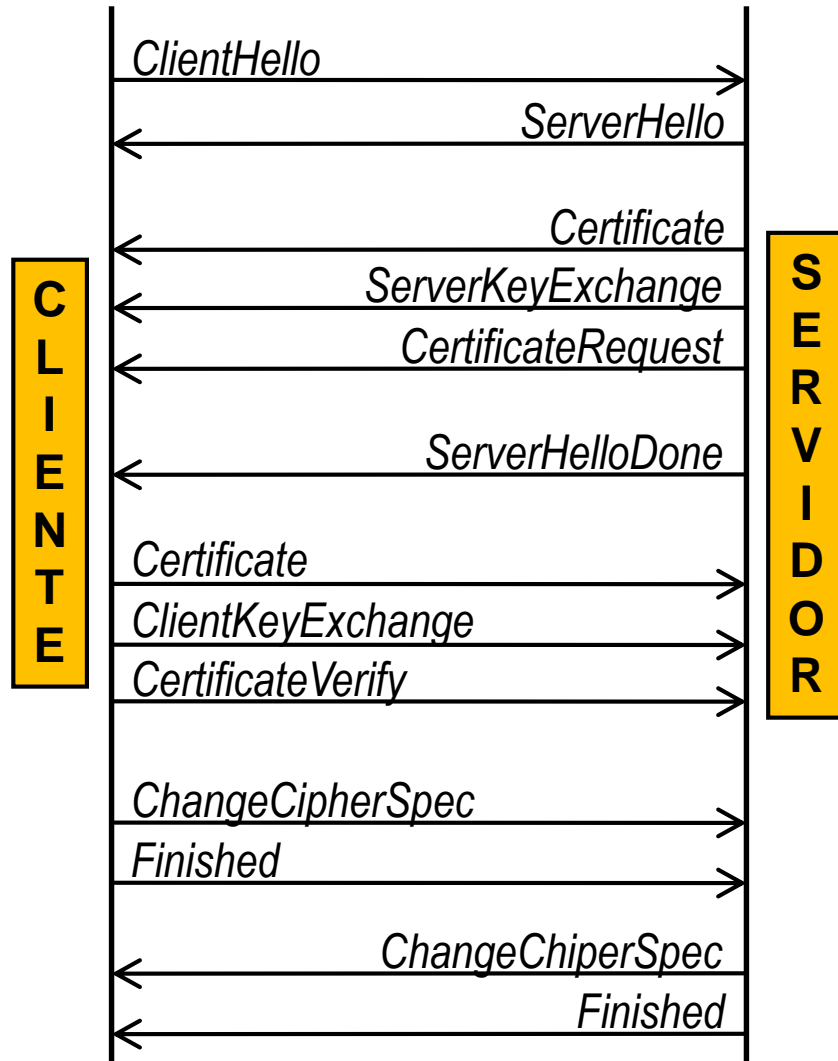 ClientHello
ServerHello
Certificate
ServerKeyExchange
CertificateRequest
ServerHelloDone
Certificate
ClientKeyExchange
CertificateVerify
ChangeCipherSpec
Finished
ChangeChiperSpec
Finished
CLIENTE
SERVIDOR